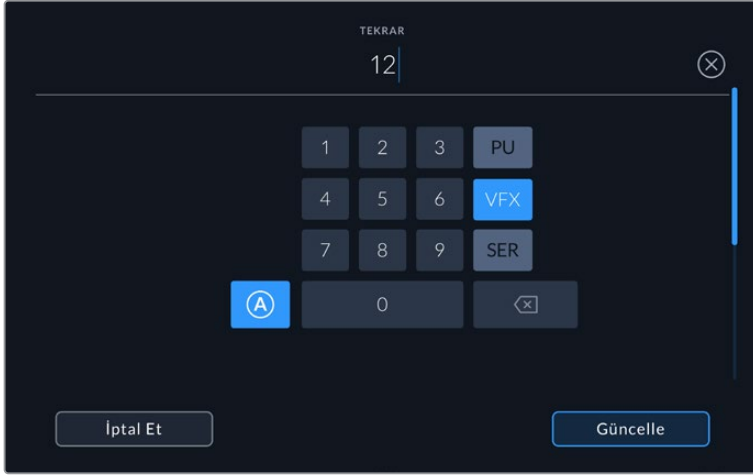 TEKRAR
12
1 2 3 PU
4 5 6 VFX
7 8 9 SER
A 0
İptal Et Güncelle